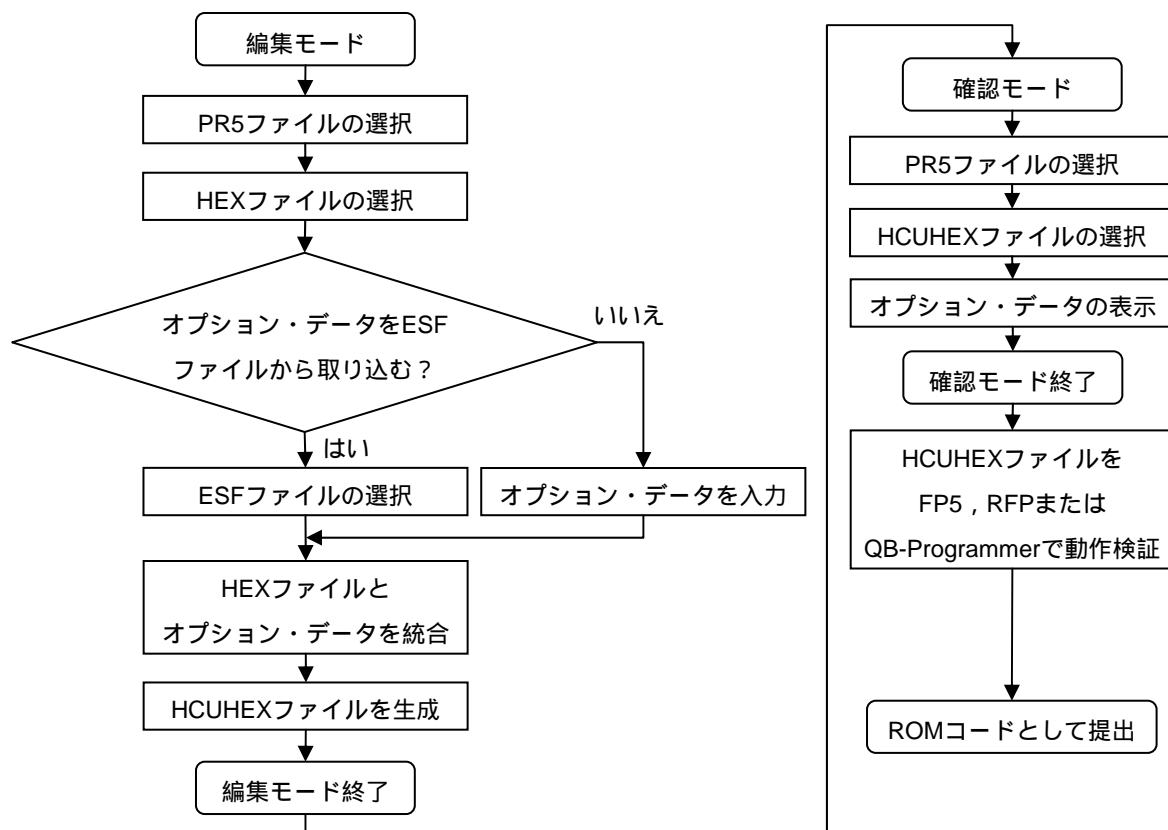 編集モード
PR5ファイルの選択
HEXファイルの選択
オプション・データをESF
ファイルから取り込む？
いいえ
はい
ESFファイルの選択
オプション・データを入力
HEXファイルと
オプション・データを統合
HCUHEXファイルを生成
編集モード終了
確認モード
PR5ファイルの選択
HCUHEXファイルの選択
オプション・データの表示
確認モード終了
HCUHEXファイルを
FP5，RFPまたは
QB-Programmerで動作検証
ROMコードとして提出